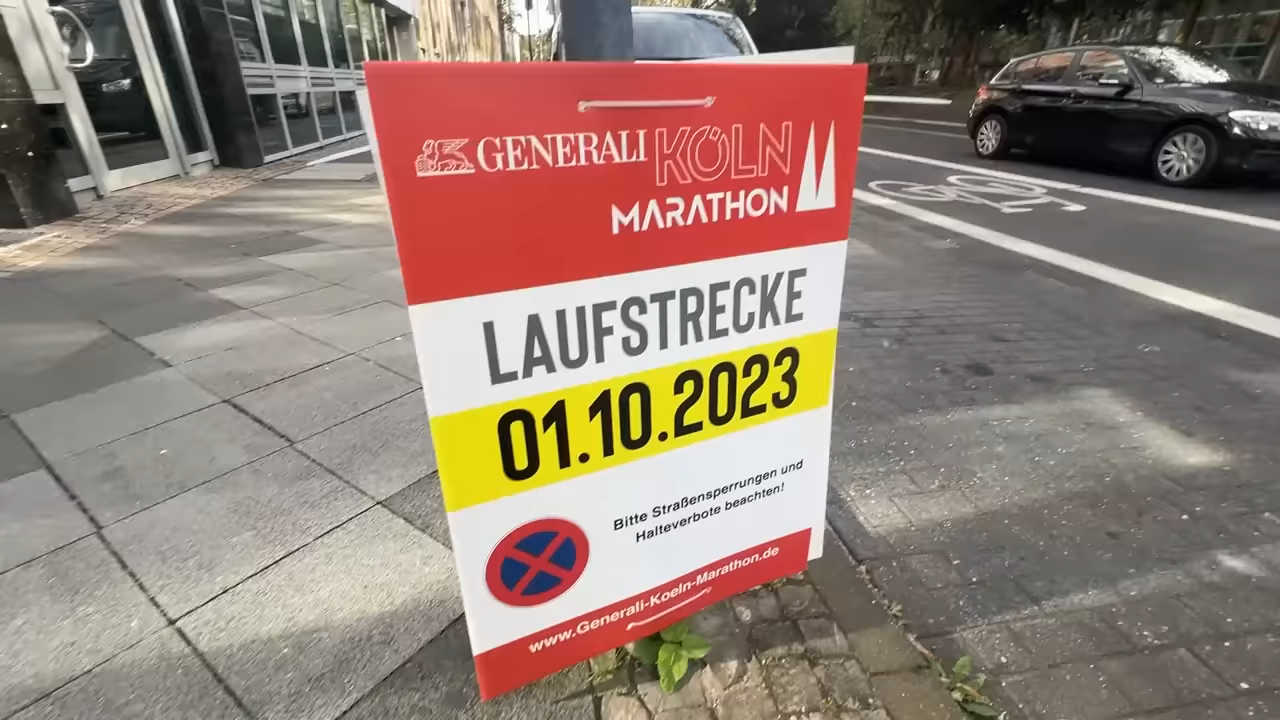 GENERALI KÖLN
MARATHON
LAUFSTRECKE
01.10.2023
Bitte Straßensperrungen und
Halteverbote beachten!
www.Generali-Koeln-Marathon.de